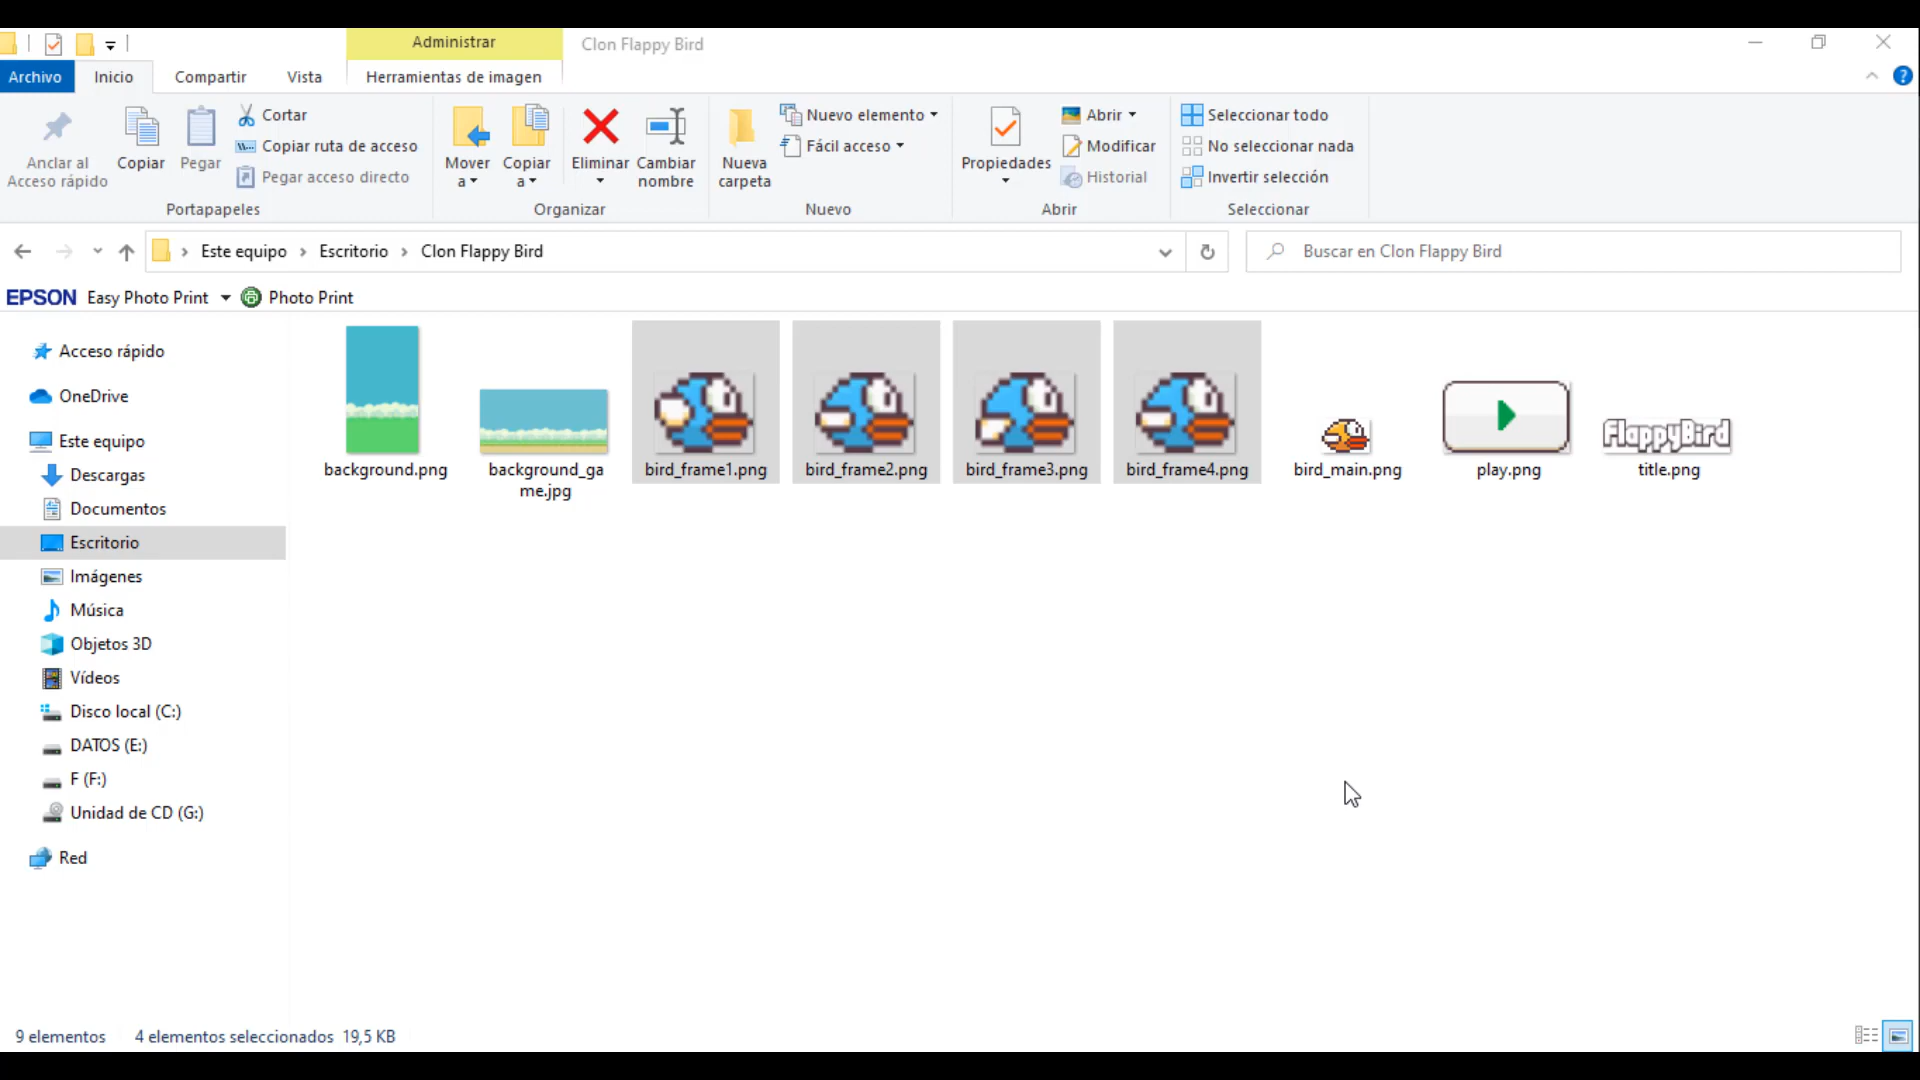 Administrar
Clon Flappy Bird
Archivo
Inicio
Compartir
Vista
Herramientas de imagen
Anclar al
Acceso rápido
Copiar
Pegar
Cortar
Copiar ruta de acceso
Pegar acceso directo
Portapapeles
Mover
a
Copiar
a
Eliminar
Cambiar
nombre
Organizar
Nueva
carpeta
Nuevo elemento
Fácil acceso
Nuevo
Propiedades
Abrir
Modificar
Historial
Abrir
Seleccionar todo
No seleccionar nada
Invertir selección
Seleccionar
Este equipo > Escritorio > Clon Flappy Bird
Buscar en Clon Flappy Bird
EPSON Easy Photo Print Photo Print
Acceso rápido
OneDrive
Este equipo
Descargas
Documentos
Escritorio
Imágenes
Música
Objetos 3D
Vídeos
Disco local (C:)
DATOS (E:)
F (F:)
Unidad de CD (G:)
Red
background.png
background_ga
me.jpg
bird_frame1.png
bird_frame2.png
bird_frame3.png
bird_frame4.png
bird_main.png
play.png
FlappyBird
title.png
9 elementos
4 elementos seleccionados 19,5 KB